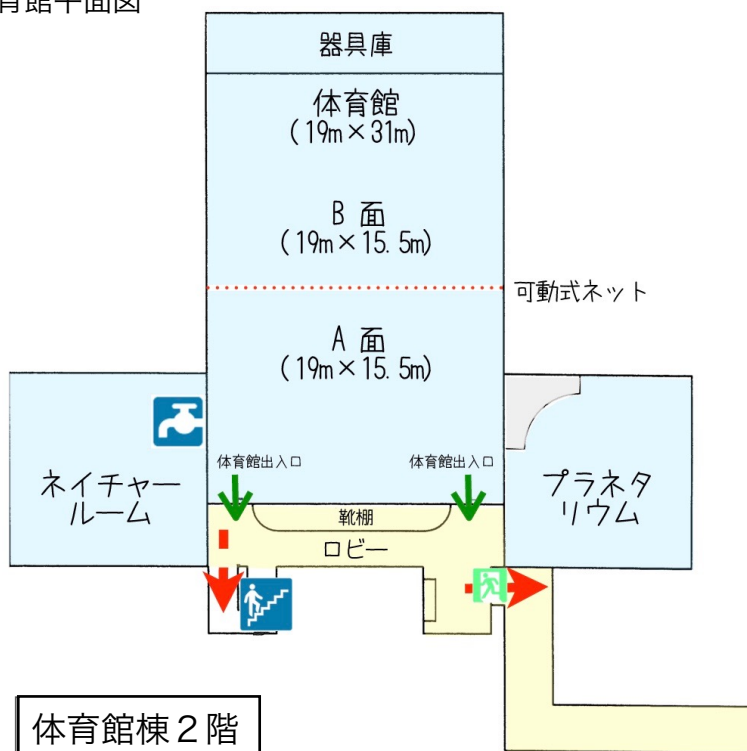 育館平面図
器具庫
体育館
(19m×31m)
B 面
(19m×15.5m)
可動式ネット
A 面
(19m×15.5m)
体育館出入口
体育館出入口
ネイチャー
ルーム
プラネタ
リウム
靴棚
ロビー
体育館棟2階